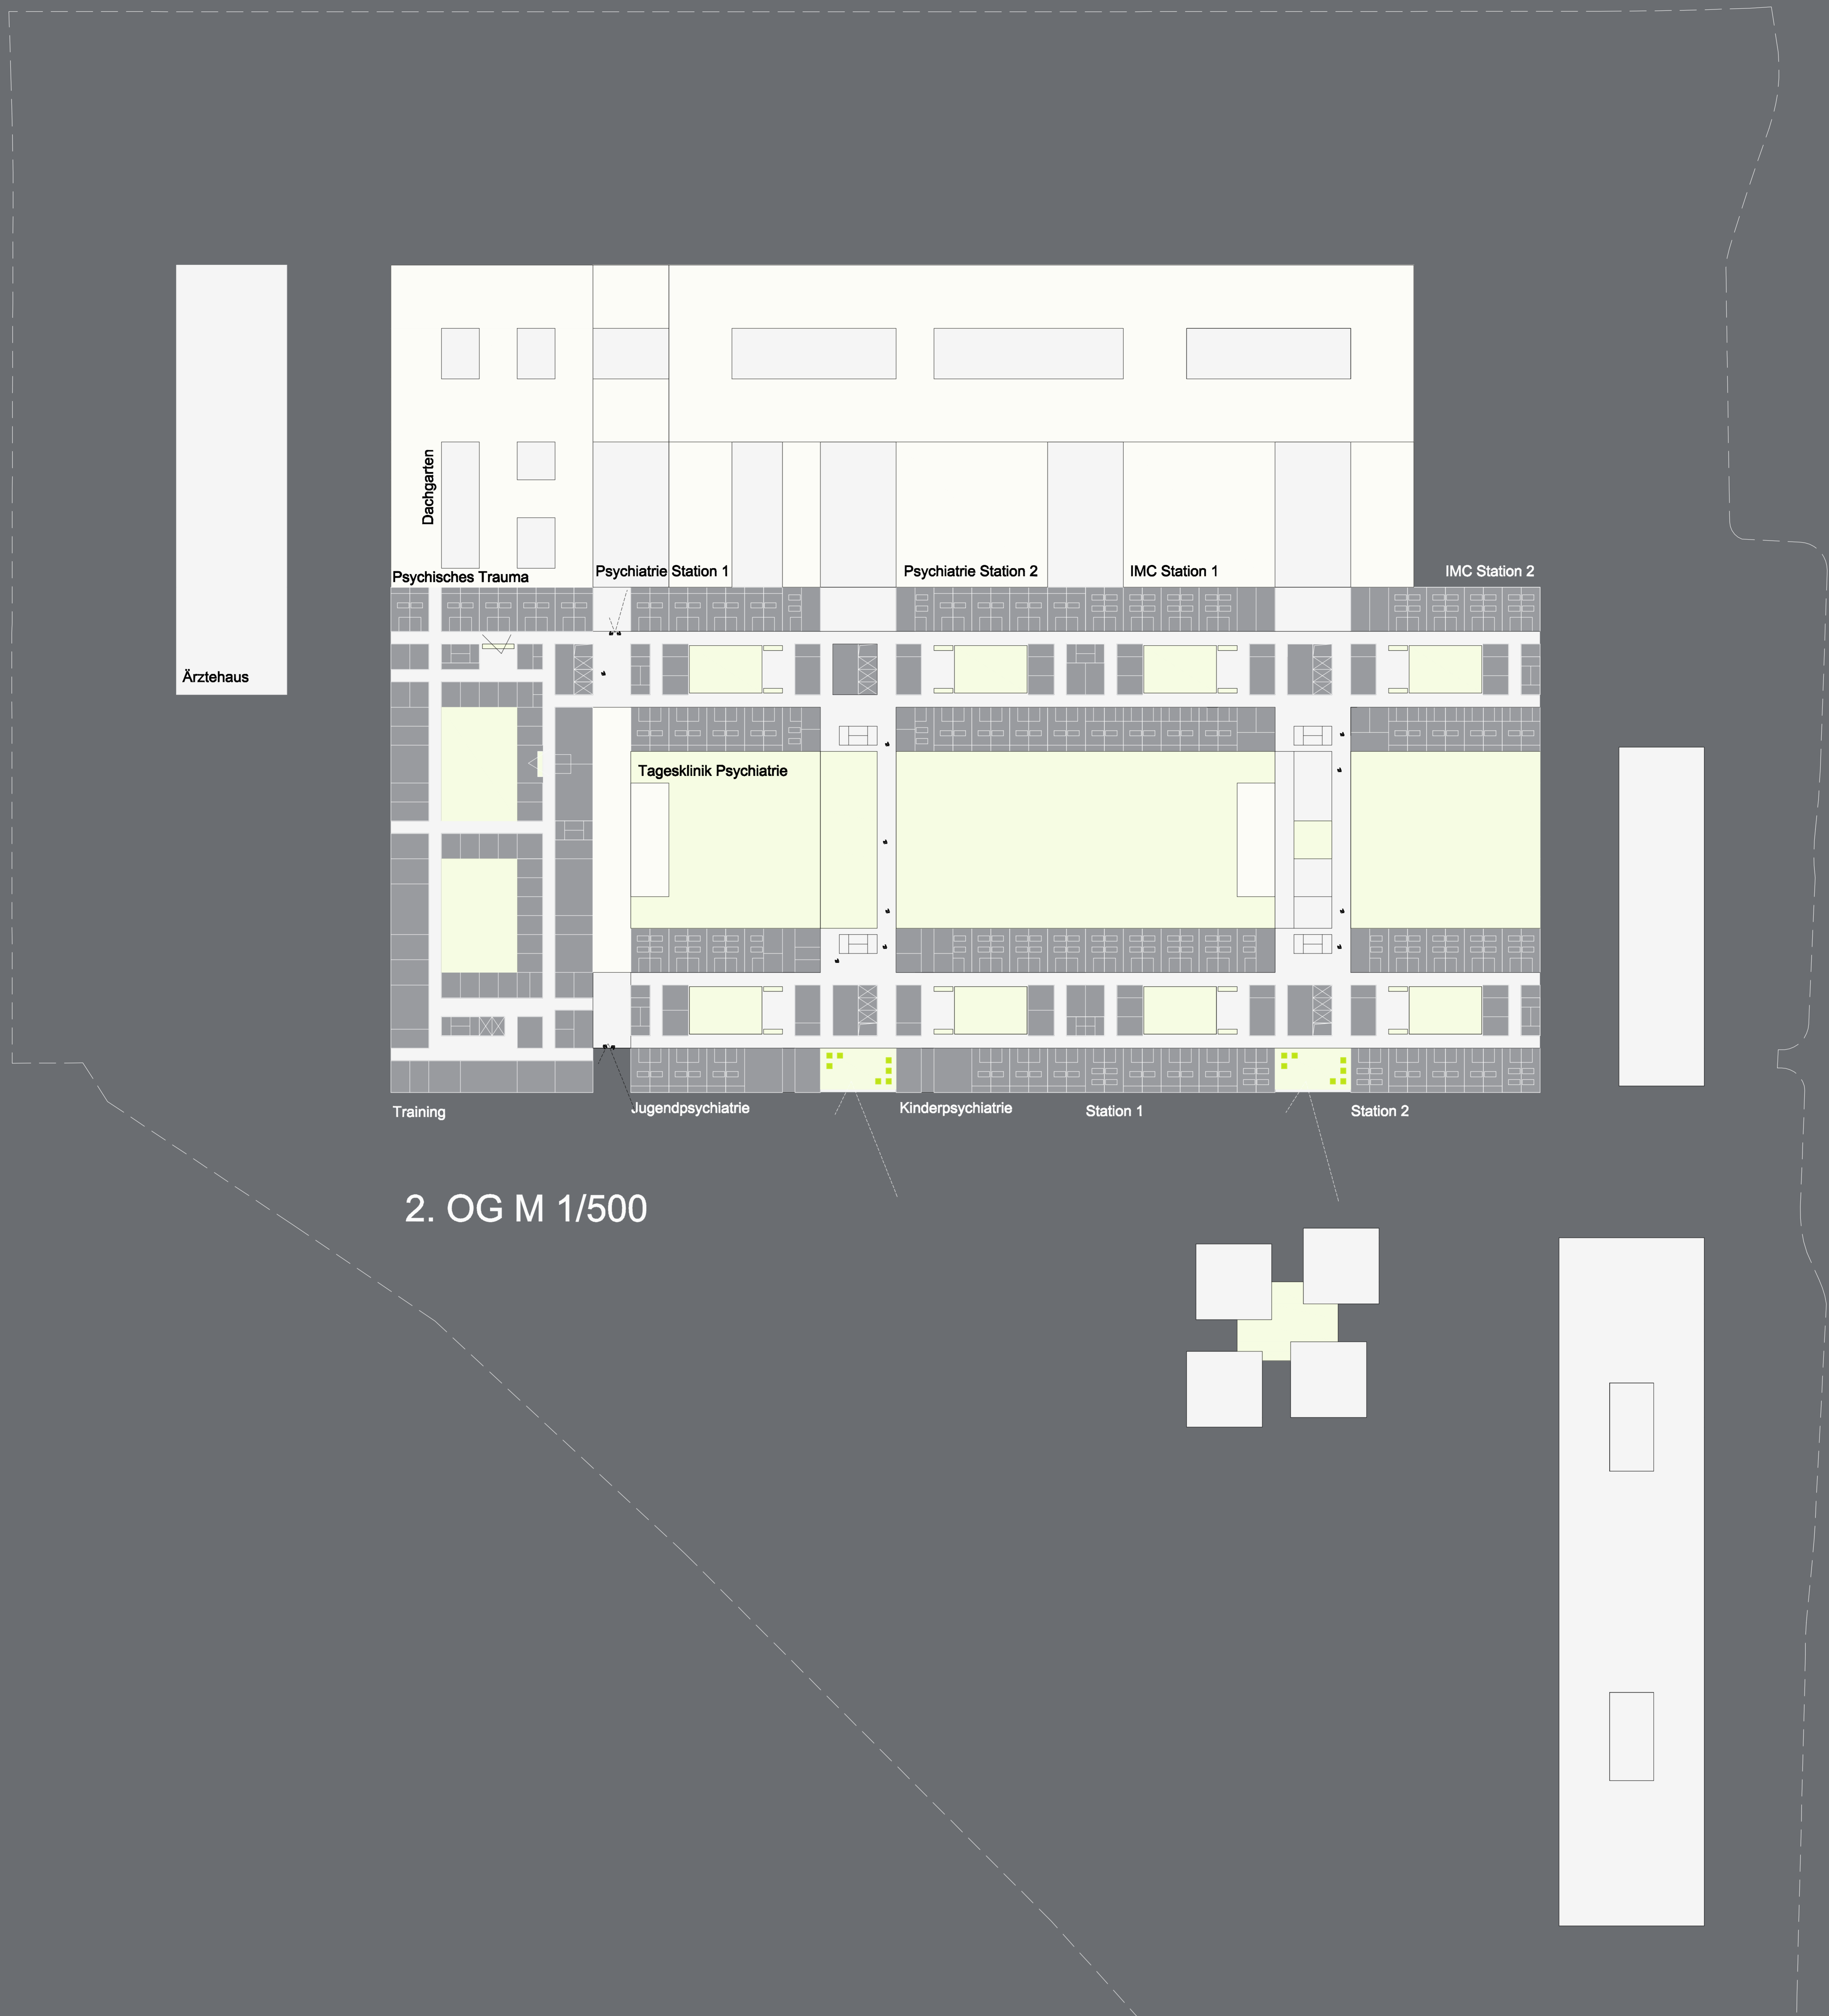 Dachgarten
Psychisches Trauma
Psychiatrie Station 1
Psychiatrie Station 2
IMC Station 1
IMC Station 2
Ärztehaus
Tagesklinik Psychiatrie
Training
Jugendpsychiatrie
Kinderpsychiatrie
Station 1
Station 2
2. OG M 1/500